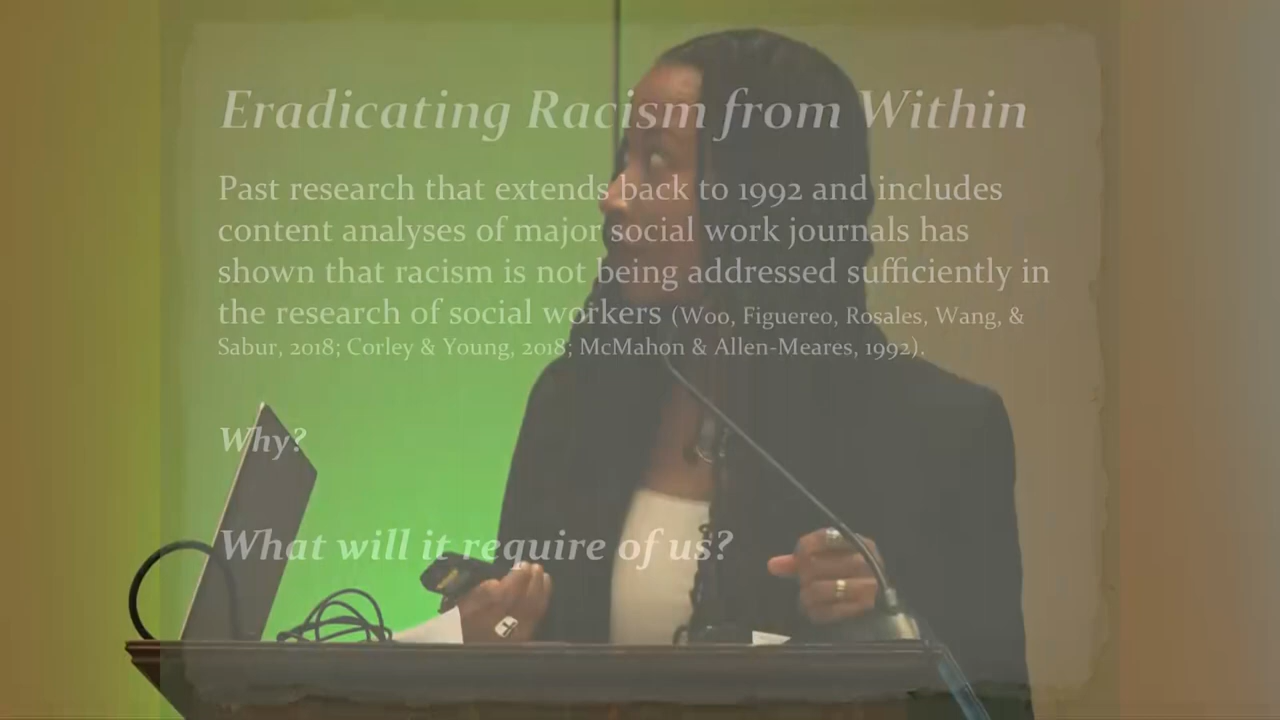 Eradicating Racism from Within
Past research that extends back to 1992 and includes
content analyses of major social work journals has
shown that racism is not being addressed sufficiently in
the research of social workers (Woo, Figuereo, Rosales, Wang, &
Sabur, 2018; Corley & Young, 2018; McMahon & Allen-Meares, 1992).
Why?
What will it require of us?